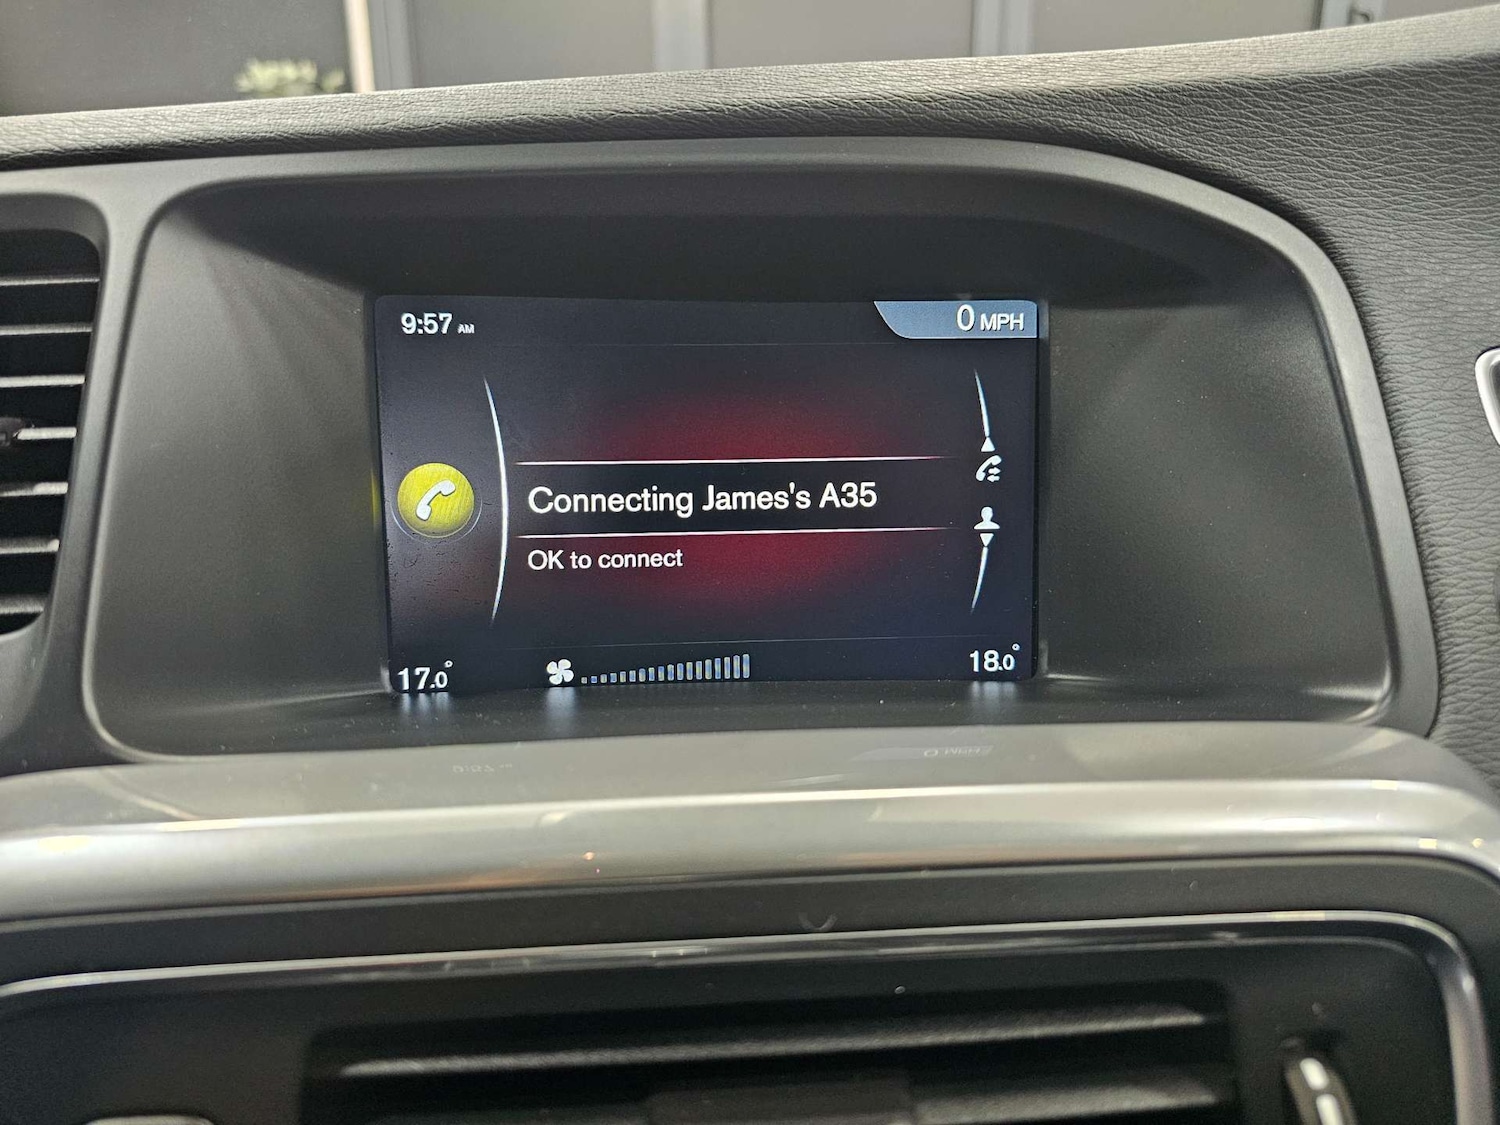 9:57 AM
0 MPH
Connecting James's A35
OK to connect
17.0°
18.0°